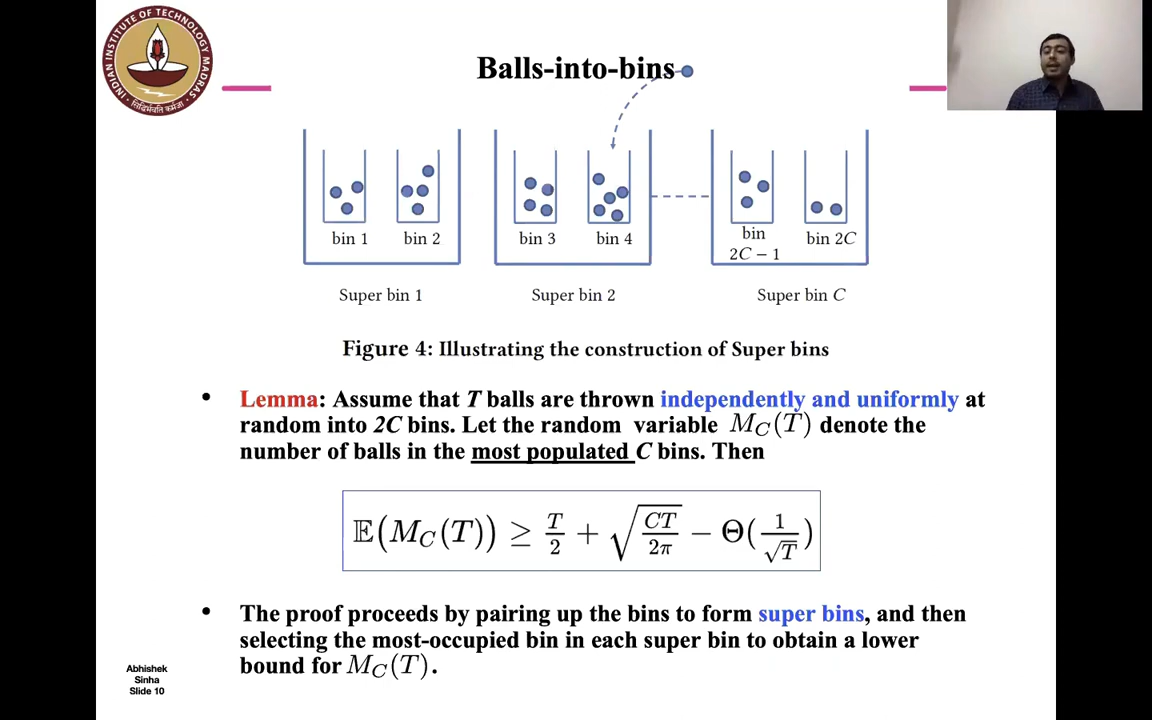 INDIAN INSTITUTE OF TECHNOLOGY MADRAS
सिद्धिर्भवति कर्मजा
Balls-into-bins
bin 1 bin 2 bin 3 bin 4 bin bin 2C
2C − 1
Super bin 1 Super bin 2 Super bin C
Figure 4: Illustrating the construction of Super bins
• Lemma: Assume that T balls are thrown independently and uniformly at
random into 2C bins. Let the random variable M_C(T) denote the
number of balls in the most populated C bins. Then
𝔼(M_C(T)) ≥ T/2 + √(CT/2π) − Θ(1/√T)
• The proof proceeds by pairing up the bins to form super bins, and then
selecting the most-occupied bin in each super bin to obtain a lower
bound for M_C(T).
Abhishek
Sinha
Slide 10